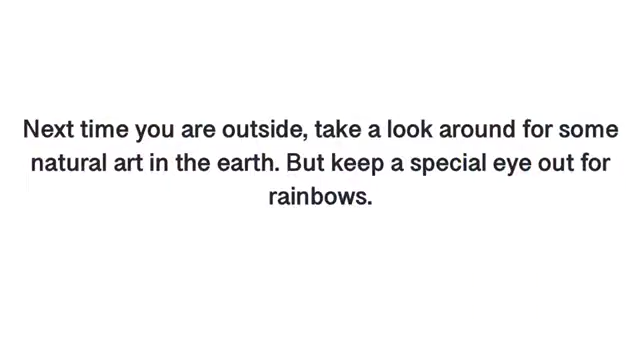 Next time you are outside, take a look around for some
natural art in the earth. But keep a special eye out for
rainbows.